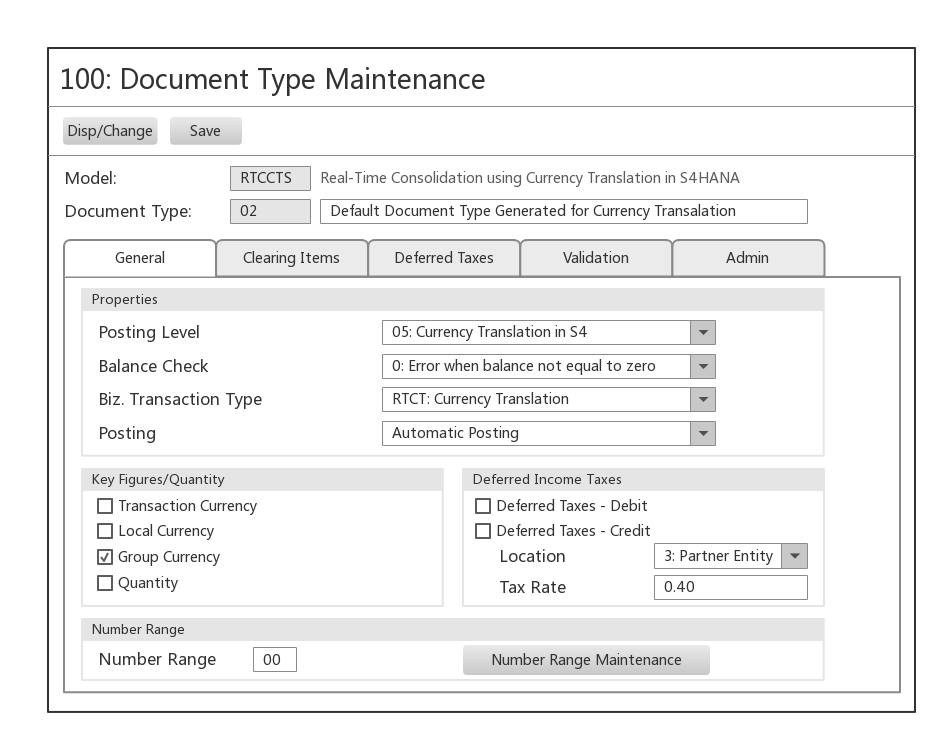 100: Document Type Maintenance
Disp/Change Save
Model: RTCCTS Real-Time Consolidation using Currency Translation in S4HANA
Document Type: 02 Default Document Type Generated for Currency Transalation
General Clearing Items Deferred Taxes Validation Admin
Properties
Posting Level 05: Currency Translation in S4
Balance Check 0: Error when balance not equal to zero
Biz. Transaction Type RTCT: Currency Translation
Posting Automatic Posting
Key Figures/Quantity Deferred Income Taxes
Transaction Currency Deferred Taxes - Debit
Local Currency Deferred Taxes - Credit
Group Currency Location 3: Partner Entity
Quantity Tax Rate 0.40
Number Range
Number Range 00 Number Range Maintenance